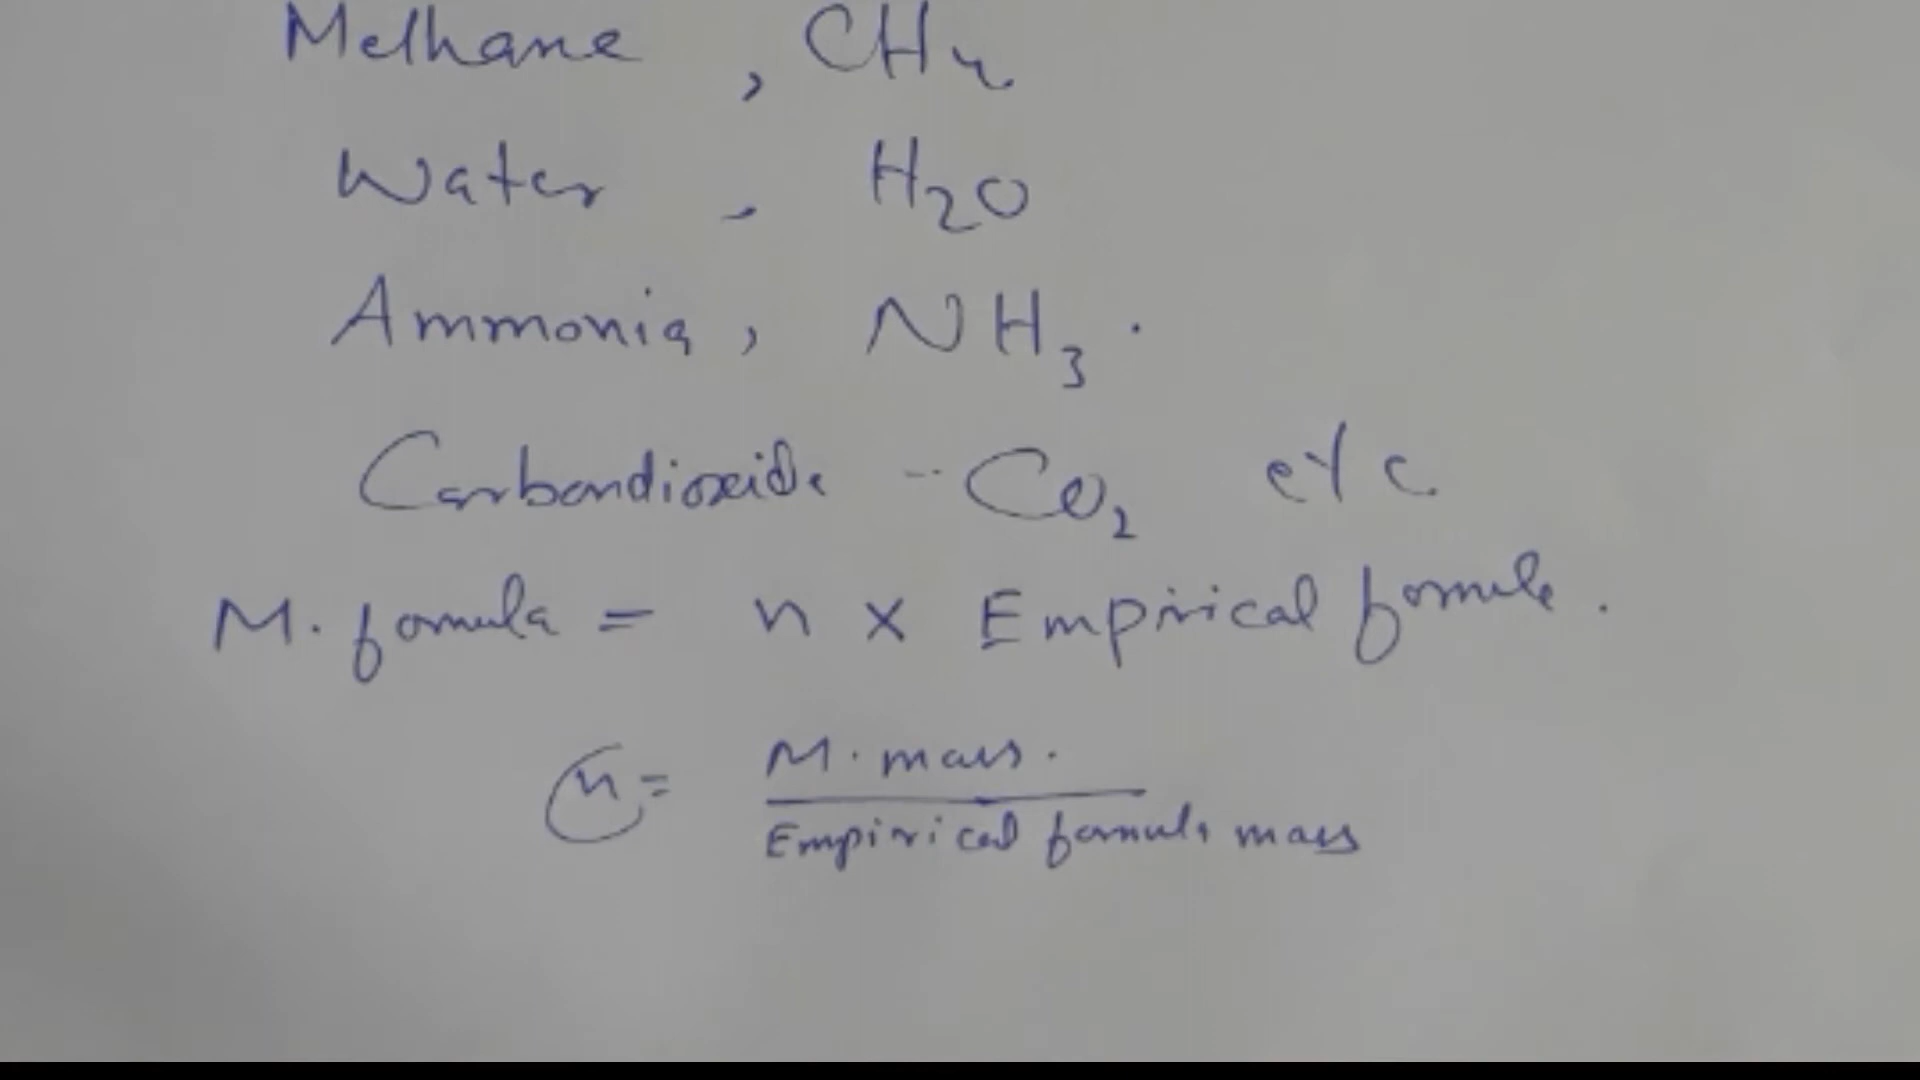 Methane , CH4
Water - H2O
Ammonia , NH3 .
Carbondioxide -- CO2 etc
M. formula = n x Empirical formula .
n = M. mass .
Empirical formula mass